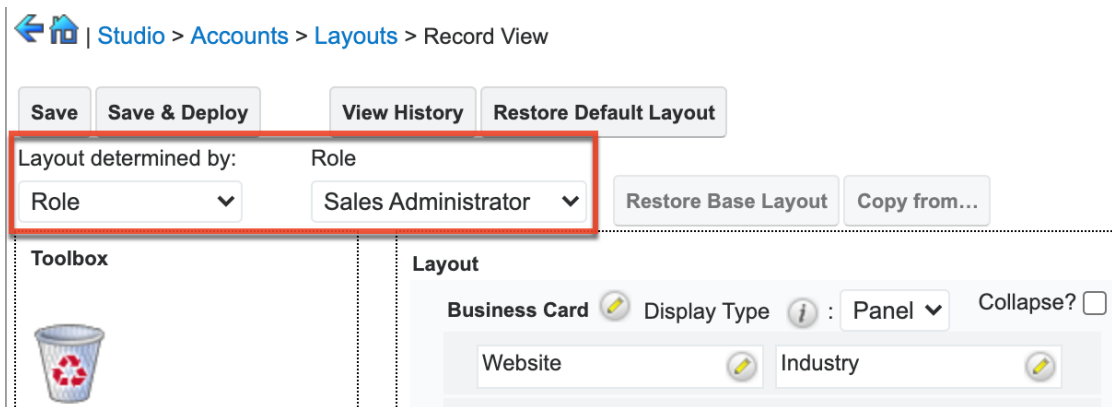 | Studio > Accounts > Layouts > Record View
Save Save & Deploy View History Restore Default Layout
Layout determined by: Role
Role Sales Administrator Restore Base Layout Copy from...
Toolbox
Layout
Business Card Display Type i : Panel Collapse?
Website Industry